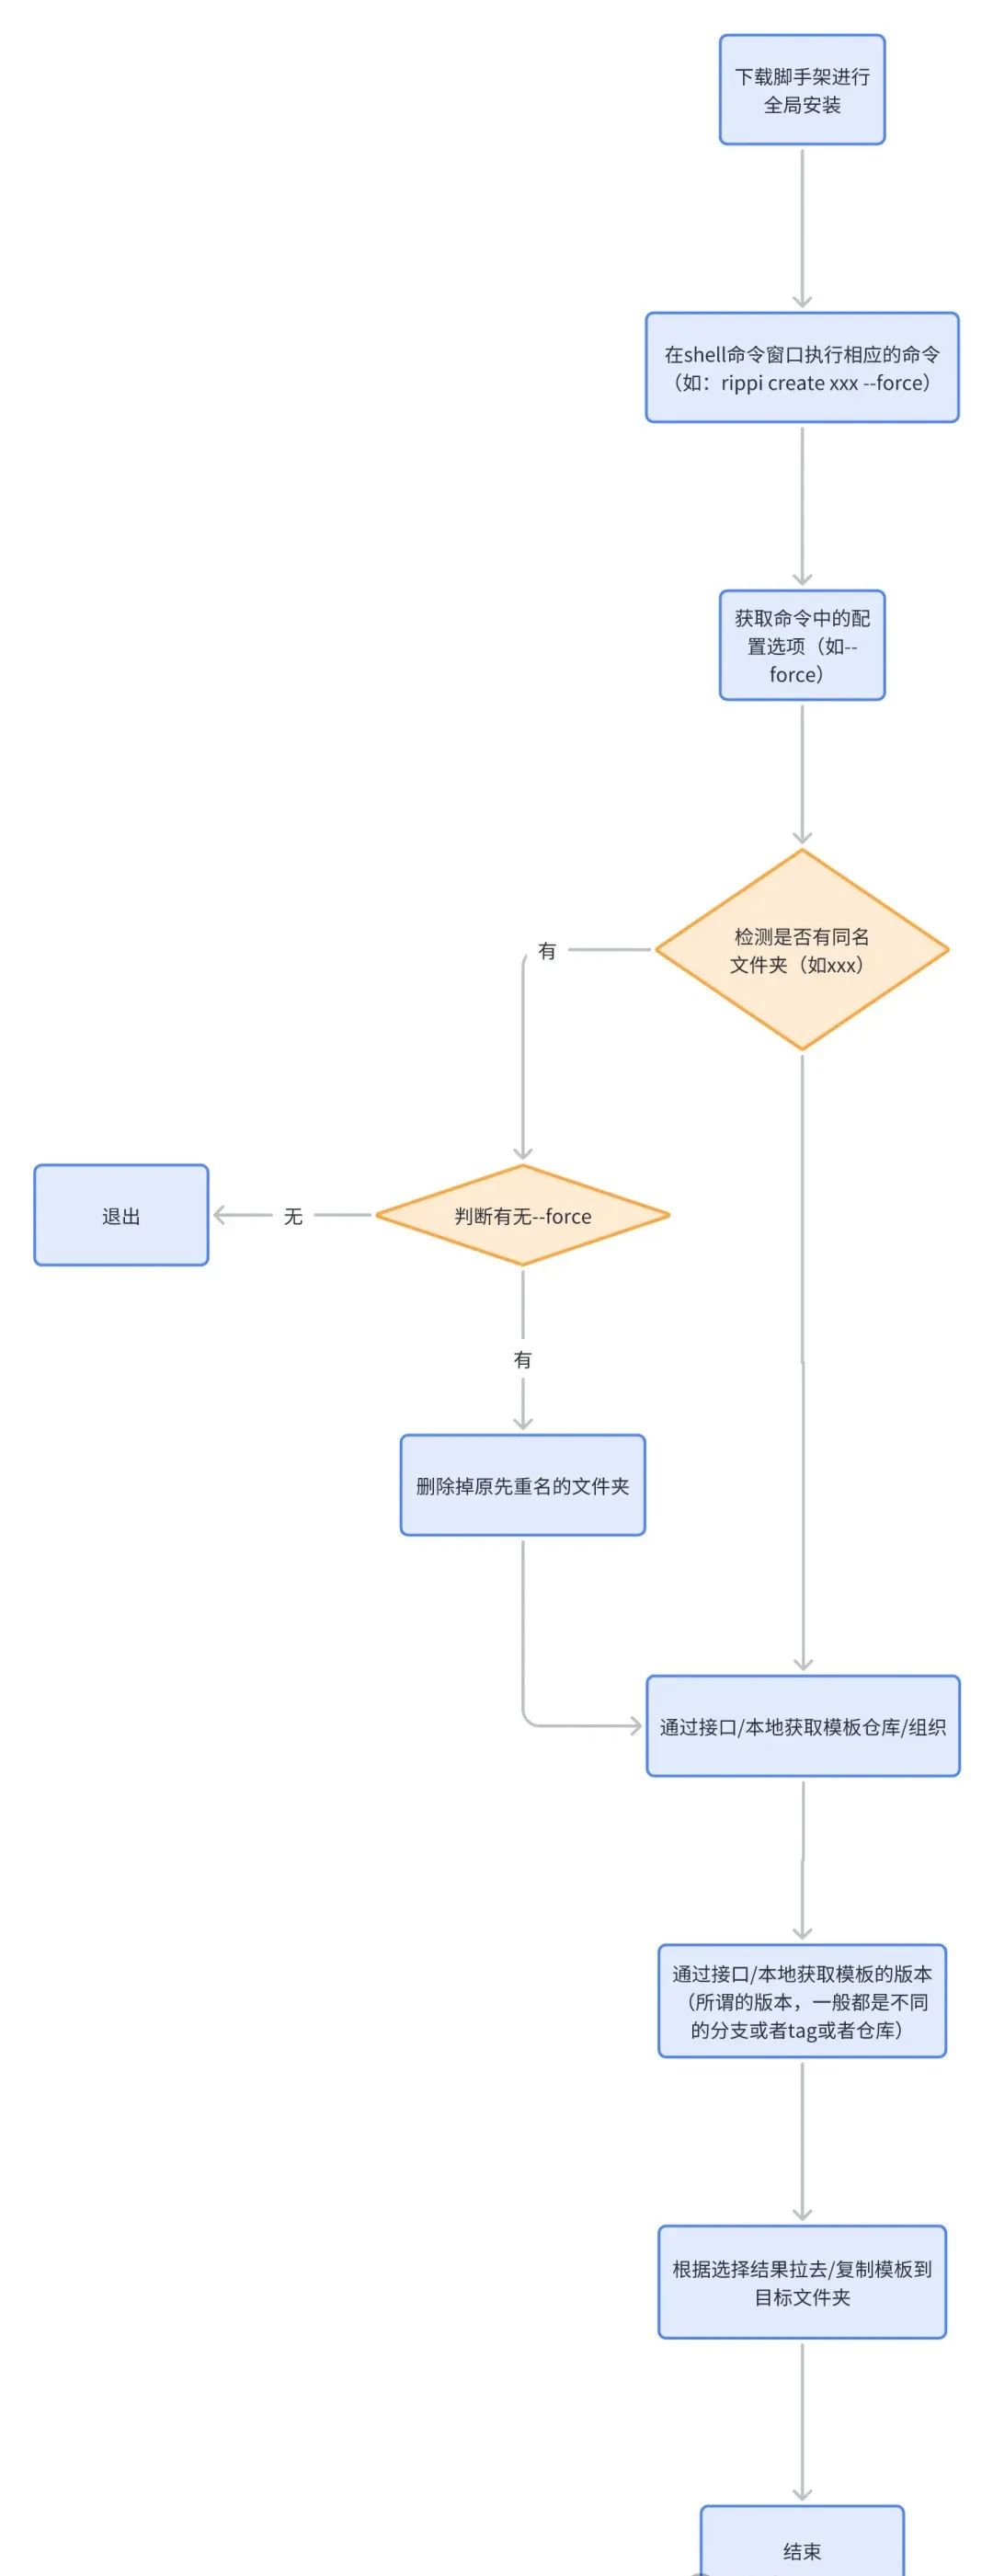 下载脚手架进行
全局安装
在shell命令窗口执行相应的命令
（如：rippi create xxx --force）
获取命令中的配
置选项（如--
force）
检测是否有同名
文件夹（如xxx）
有
判断有无--force
无
退出
有
删除掉原先重名的文件夹
通过接口/本地获取模板仓库/组织
通过接口/本地获取模板的版本
（所谓的版本，一般都是不同
的分支或者tag或者仓库）
根据选择结果拉去/复制模板到
目标文件夹
结束